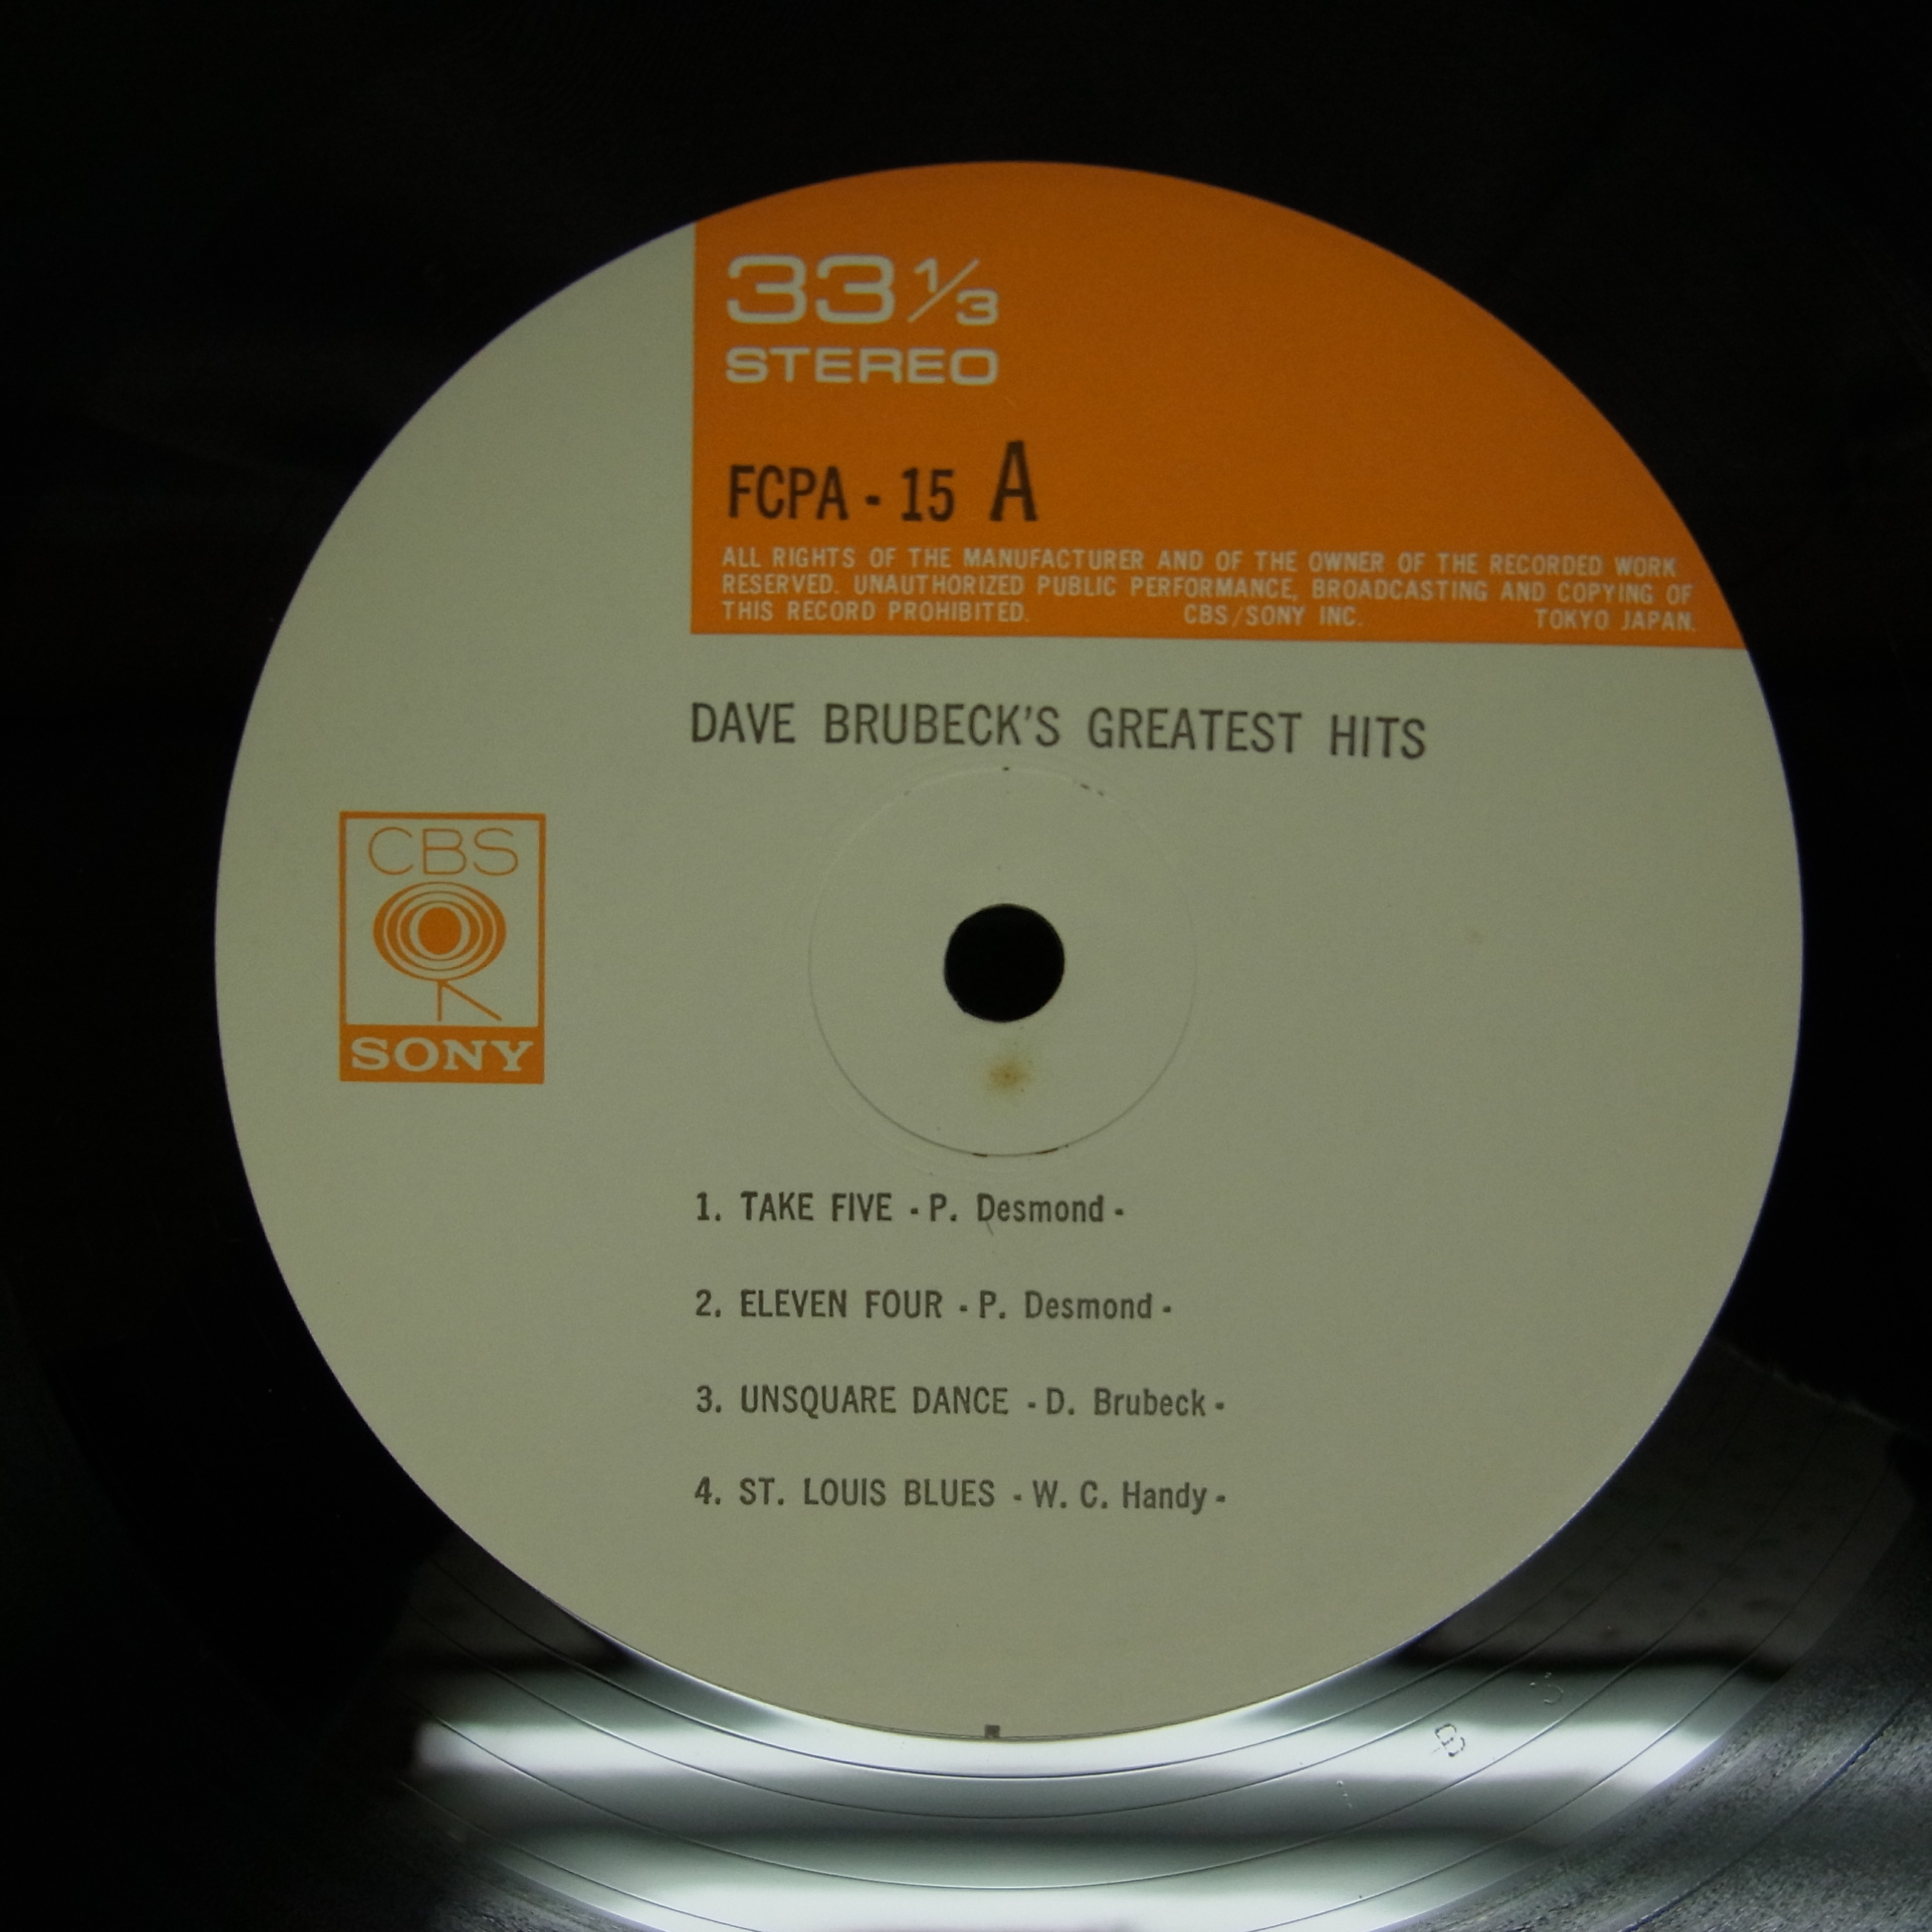 33 1/3
STEREO
FCPA - 15 A
ALL RIGHTS OF THE MANUFACTURER AND OF THE OWNER OF THE RECORDED WORK
RESERVED. UNAUTHORIZED PUBLIC PERFORMANCE, BROADCASTING AND COPYING OF
THIS RECORD PROHIBITED. CBS/SONY INC. TOKYO JAPAN.
DAVE BRUBECK'S GREATEST HITS
CBS
SONY
1. TAKE FIVE - P. Desmond -
2. ELEVEN FOUR - P. Desmond -
3. UNSQUARE DANCE - D. Brubeck -
4. ST. LOUIS BLUES - W. C. Handy -